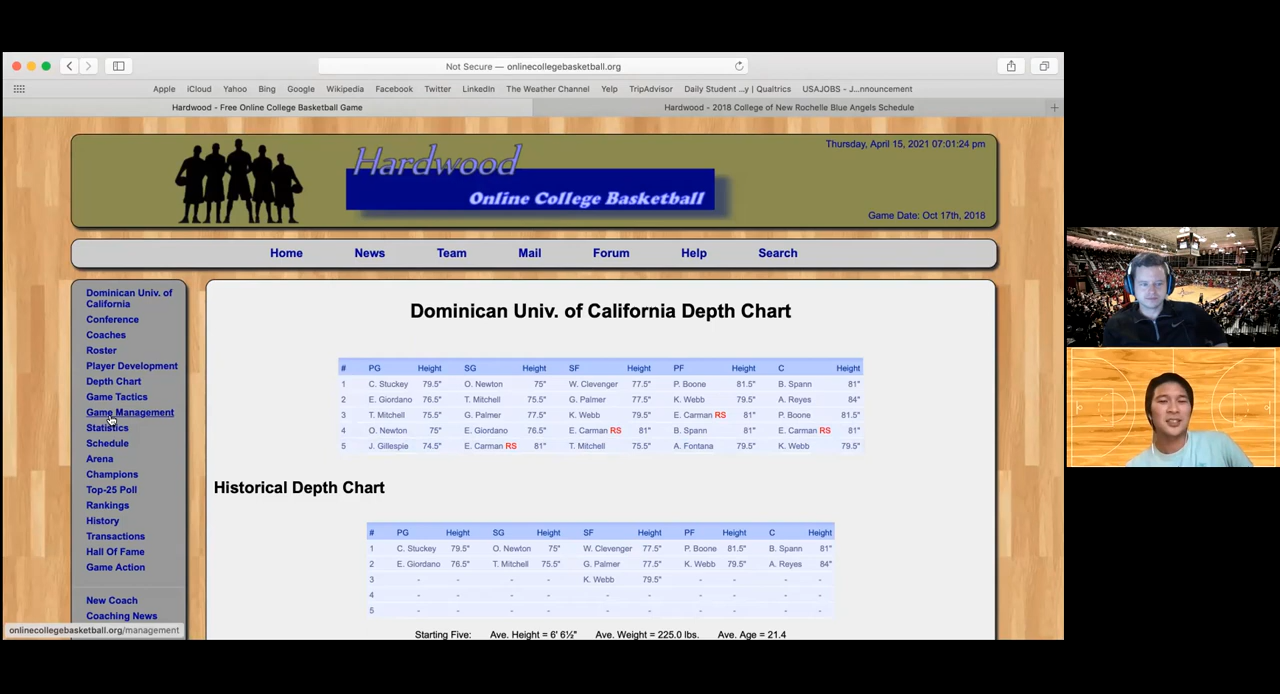 Not Secure — onlinecollegebasketball.org
Apple iCloud Yahoo Bing Google Wikipedia Facebook Twitter LinkedIn The Weather Channel Yelp TripAdvisor Daily Student ...y | Qualtrics USAJOBS - J...nnouncement
Hardwood - Free Online College Basketball Game
Hardwood - 2018 College of New Rochelle Blue Angels Schedule
Hardwood
Online College Basketball
Thursday, April 15, 2021 07:01:24 pm
Game Date: Oct 17th, 2018
Home News Team Mail Forum Help Search
Dominican Univ. of
California
Conference
Coaches
Roster
Player Development
Depth Chart
Game Tactics
Game Management
Statistics
Schedule
Arena
Champions
Top-25 Poll
Rankings
History
Transactions
Hall Of Fame
Game Action
New Coach
Coaching News
onlinecollegebasketball.org/management
Dominican Univ. of California Depth Chart
# PG Height SG Height SF Height PF Height C Height
1 C. Stuckey 79.5" O. Newton 75" W. Clevenger 77.5" P. Boone 81.5" B. Spann 81"
2 E. Giordano 76.5" T. Mitchell 75.5" G. Palmer 77.5" K. Webb 79.5" A. Reyes 84"
3 T. Mitchell 75.5" G. Palmer 77.5" K. Webb 79.5" E. Carman RS 81" P. Boone 81.5"
4 O. Newton 75" E. Giordano 76.5" E. Carman RS 81" B. Spann 81" E. Carman RS 81"
5 J. Gillespie 74.5" E. Carman RS 81" T. Mitchell 75.5" A. Fontana 79.5" K. Webb 79.5"
Historical Depth Chart
# PG Height SG Height SF Height PF Height C Height
1 C. Stuckey 79.5" O. Newton 75" W. Clevenger 77.5" P. Boone 81.5" B. Spann 81"
2 E. Giordano 76.5" T. Mitchell 75.5" G. Palmer 77.5" K. Webb 79.5" A. Reyes 84"
3 - - - - K. Webb 79.5" - - - -
4 - - - - - - - - - -
5 - - - - - - - - - -
Starting Five: Ave. Height = 6' 6½" Ave. Weight = 225.0 lbs. Ave. Age = 21.4